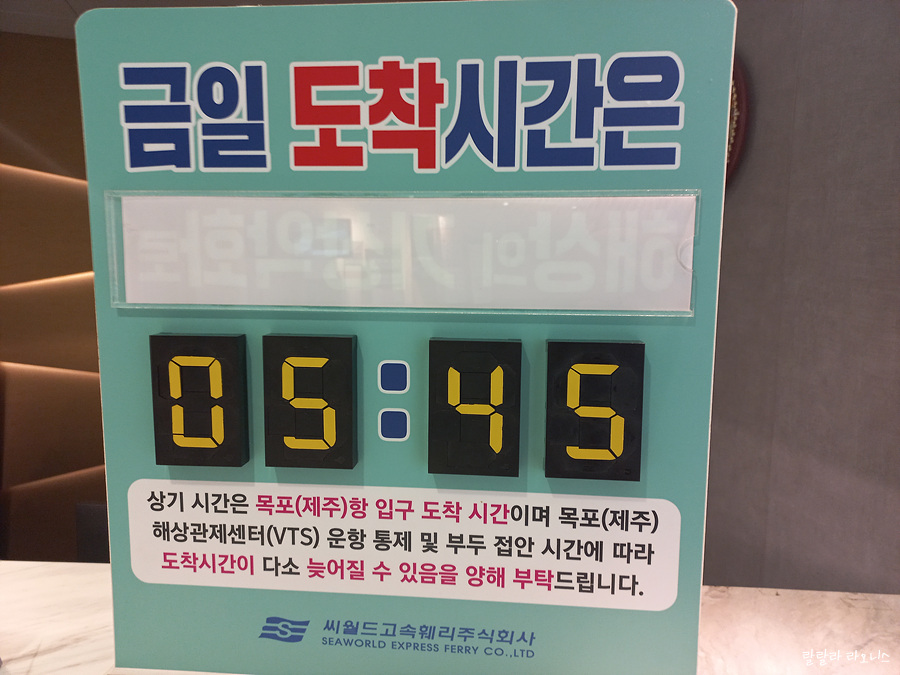 금일 도착시간은
05:45
상기 시간은 목포(제주)항 입구 도착 시간이며 목포(제주)
해상관제센터(VTS) 운항 통제 및 부두 접안 시간에 따라
도착시간이 다소 늦어질 수 있음을 양해 부탁드립니다.
씨월드고속훼리주식회사
SEAWORLD EXPRESS FERRY CO.,LTD